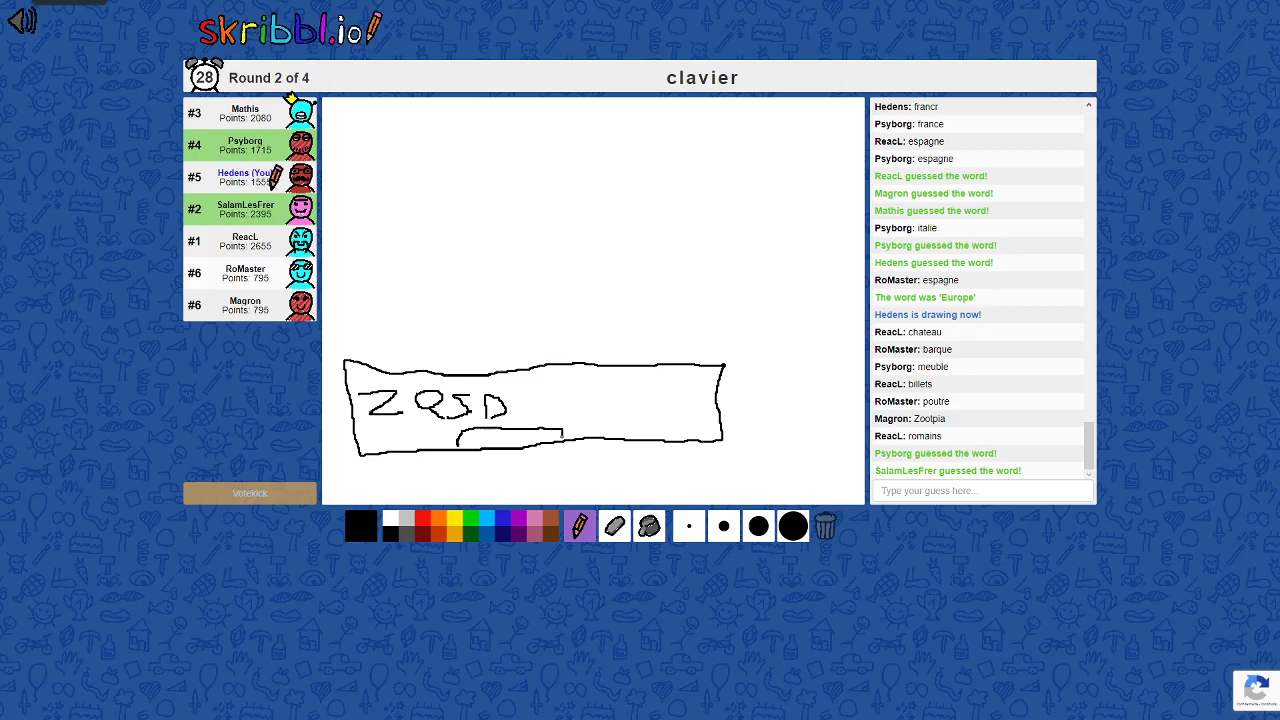 skribbl.io
28
Round 2 of 4
clavier
#3
Mathis
Points: 2080
#4
Psyborg
Points: 1715
#5
Hedens (You)
Points: 1555
#2
SalamLesFrer
Points: 2395
#1
ReacL
Points: 2655
#6
RoMaster
Points: 795
#6
Magron
Points: 795
Votekick
Z QSD
Hedens: francr
Psyborg: france
ReacL: espagne
Psyborg: espagne
ReacL guessed the word!
Magron guessed the word!
Mathis guessed the word!
Psyborg: italie
Psyborg guessed the word!
Hedens guessed the word!
RoMaster: espagne
The word was 'Europe'
Hedens is drawing now!
ReacL: chateau
RoMaster: barque
Psyborg: meuble
ReacL: billets
RoMaster: poutre
Magron: Zootpia
ReacL: romains
Psyborg guessed the word!
SalamLesFrer guessed the word!
Type your guess here...